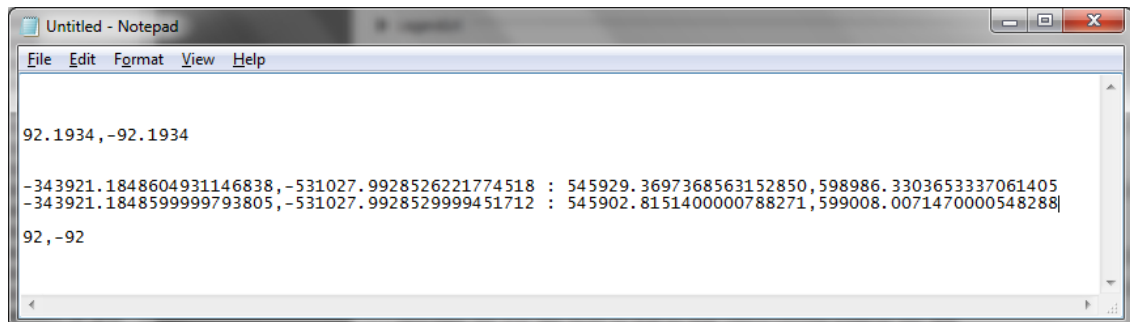 Untitled - Notepad
File Edit Format View Help
92.1934,-92.1934
-343921.1848604931146838,-531027.9928526221774518 : 545929.3697368563152850,598986.3303653337061405
-343921.1848599999793805,-531027.9928529999451712 : 545902.8151400000788271,599008.0071470000548288
92,-92